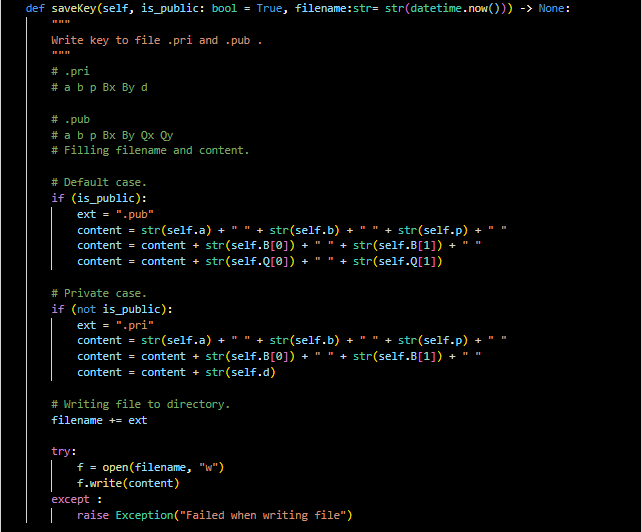 def saveKey(self, is_public: bool = True, filename:str= str(datetime.now())) -> None:
"""
Write key to file .pri and .pub .
"""
# .pri
# a b p Bx By d
# .pub
# a b p Bx By Qx Qy
# Filling filename and content.
# Default case.
if (is_public):
ext = ".pub"
content = str(self.a) + " " + str(self.b) + " " + str(self.p) + " "
content = content + str(self.B[0]) + " " + str(self.B[1]) + " "
content = content + str(self.Q[0]) + " " + str(self.Q[1])
# Private case.
if (not is_public):
ext = ".pri"
content = str(self.a) + " " + str(self.b) + " " + str(self.p) + " "
content = content + str(self.B[0]) + " " + str(self.B[1]) + " "
content = content + str(self.d)
# Writing file to directory.
filename += ext
try:
f = open(filename, "w")
f.write(content)
except :
raise Exception("Failed when writing file")